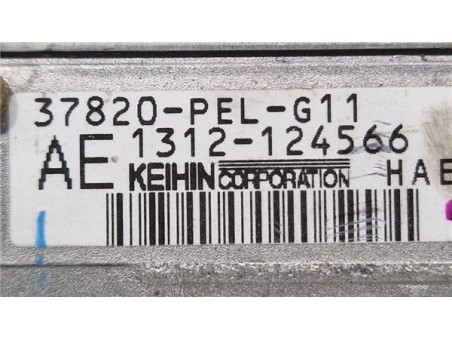 37820-PEL-G11
AE 1312-124566
KEIHIN CORPORATION HAE